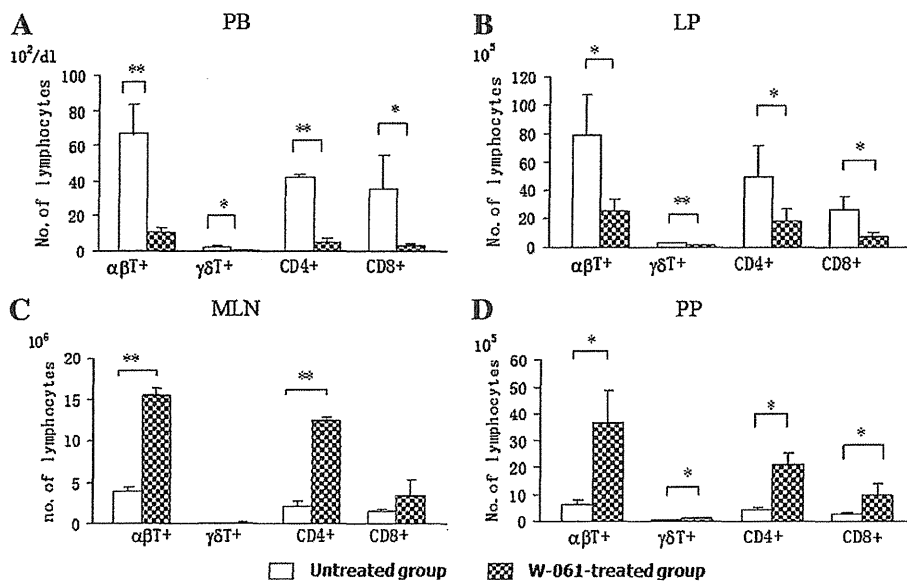 A
PB
10²/dl
No. of lymphocytes
100
80
60
40
20
0
**
*
**
*
αβT+ γδT+ CD4+ CD8+
B
LP
10⁵
No. of lymphocytes
120
100
80
60
40
20
0
*
**
*
*
αβT+ γδT+ CD4+ CD8+
C
MLN
10⁶
no. of lymphocytes
20
15
10
5
0
**
**
αβT+ γδT+ CD4+ CD8+
D
PP
10⁵
No. of lymphocytes
60
50
40
30
20
10
0
*
*
*
*
αβT+ γδT+ CD4+ CD8+
Untreated group W-061-treated group